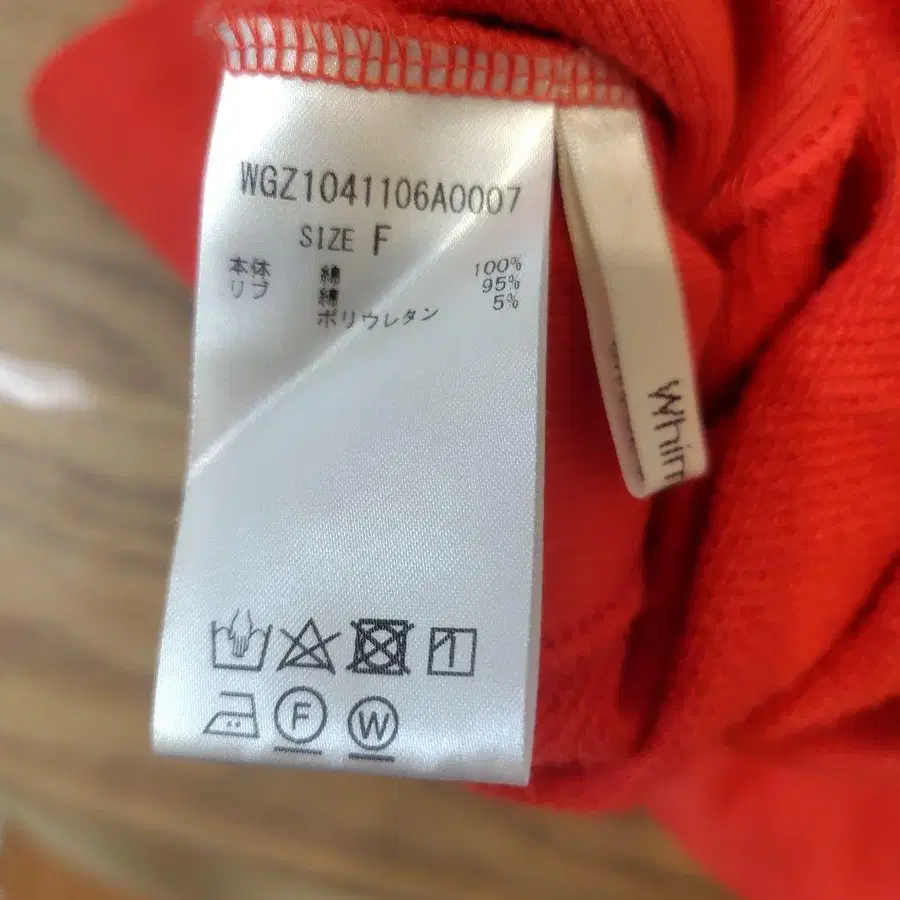 WGZ1041106A0007
SIZE F
本体 綿 100%
リブ 綿 95%
ポリウレタン 5%
F
W